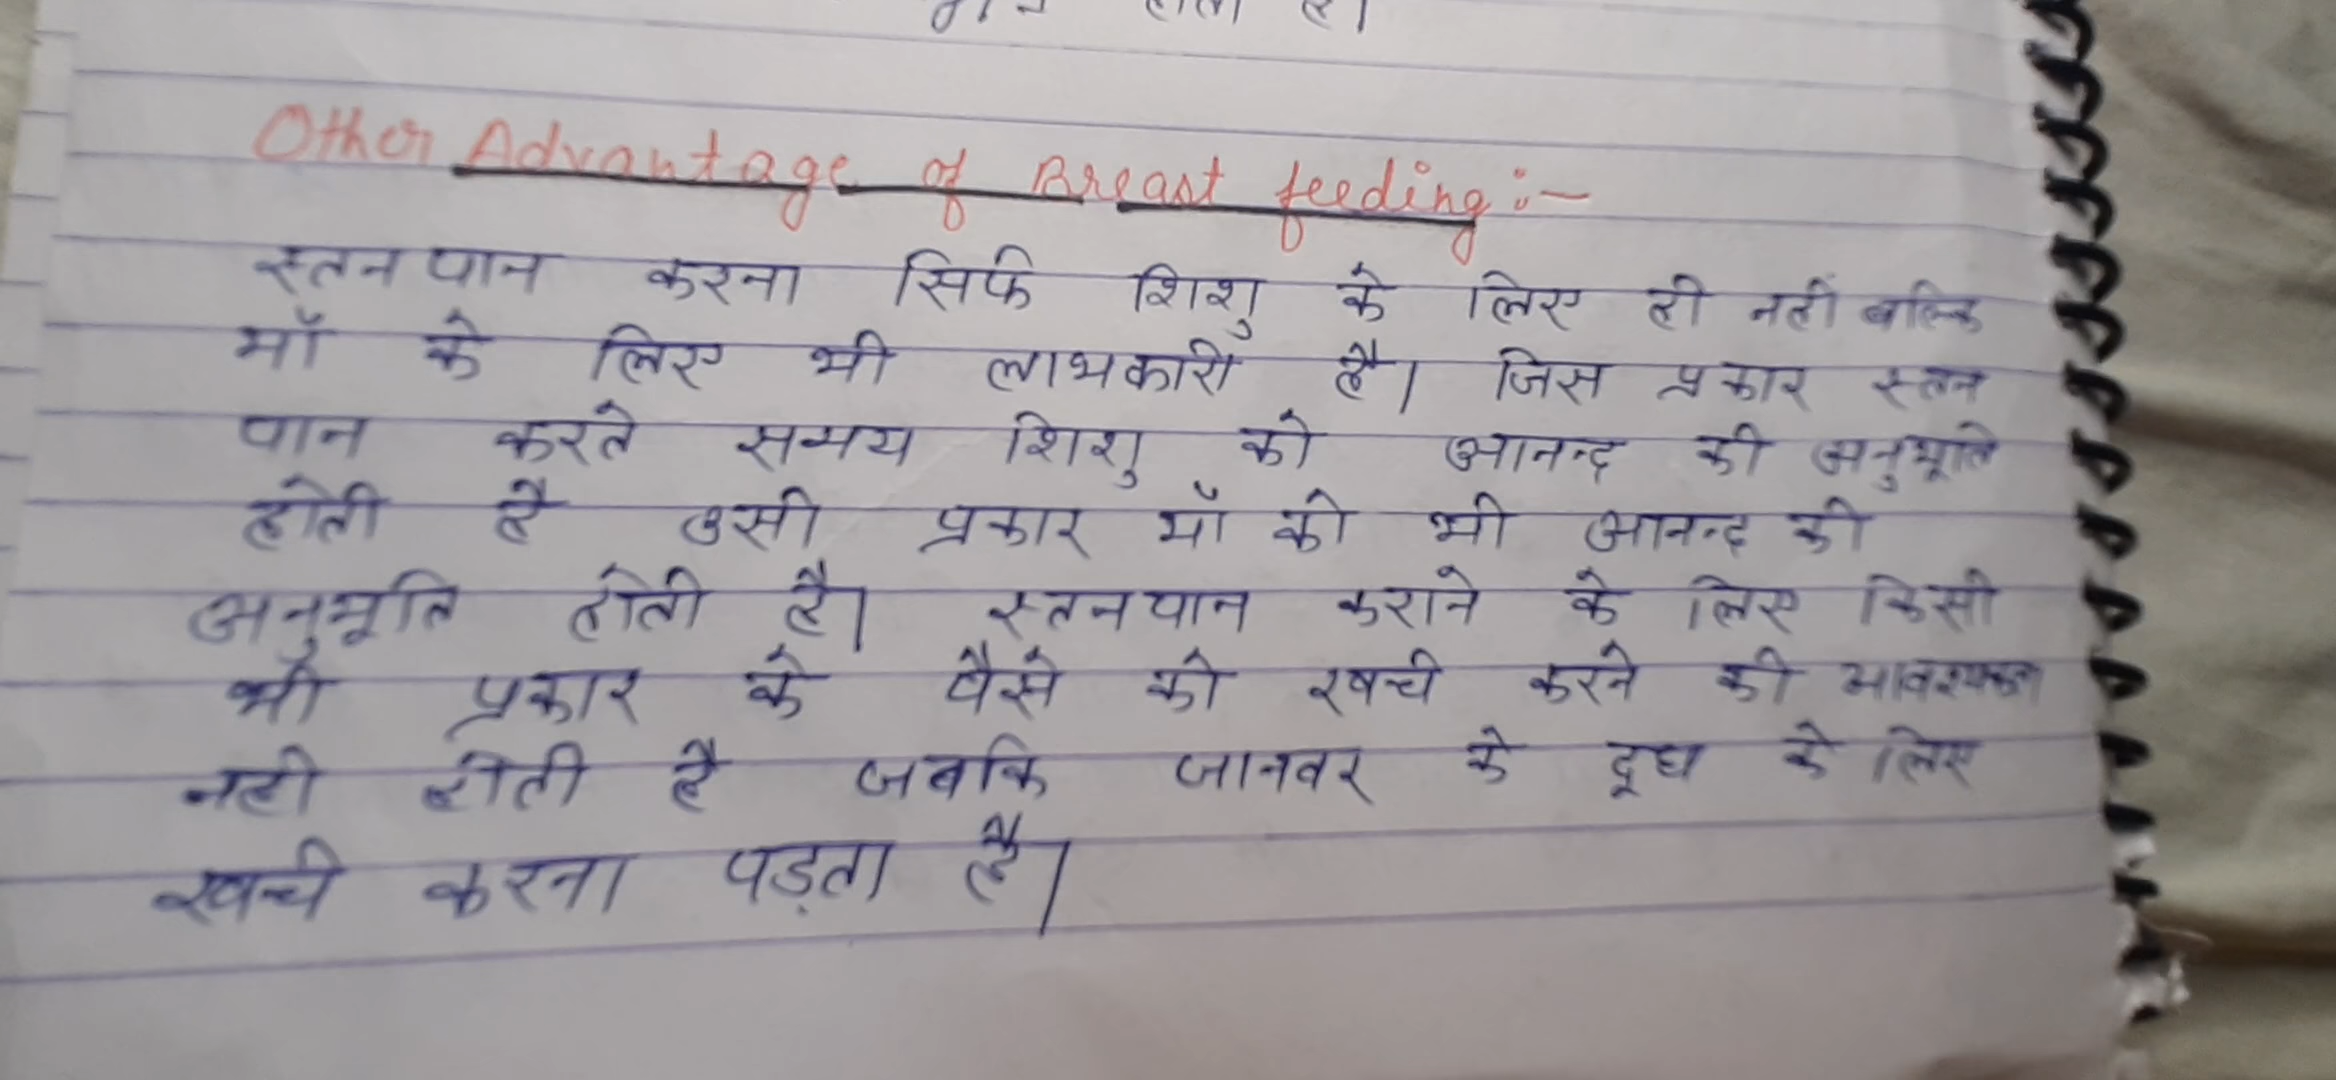 होता है।
Other Advantage of Breast feeding :-
स्तनपान करना सिर्फ शिशु के लिए ही नहीं बल्कि
माँ के लिए भी लाभकारी है। जिस प्रकार स्तन
पान करते समय शिशु को आनन्द की अनुभूति
होती है उसी प्रकार माँ को भी आनन्द की
अनुभूति होती है। स्तनपान कराने के लिए किसी
भी प्रकार के पैसे को खर्च करने की आवश्यकता
नही होती है जबकि जानवर के दूध के लिए
खर्च करना पड़ता है।